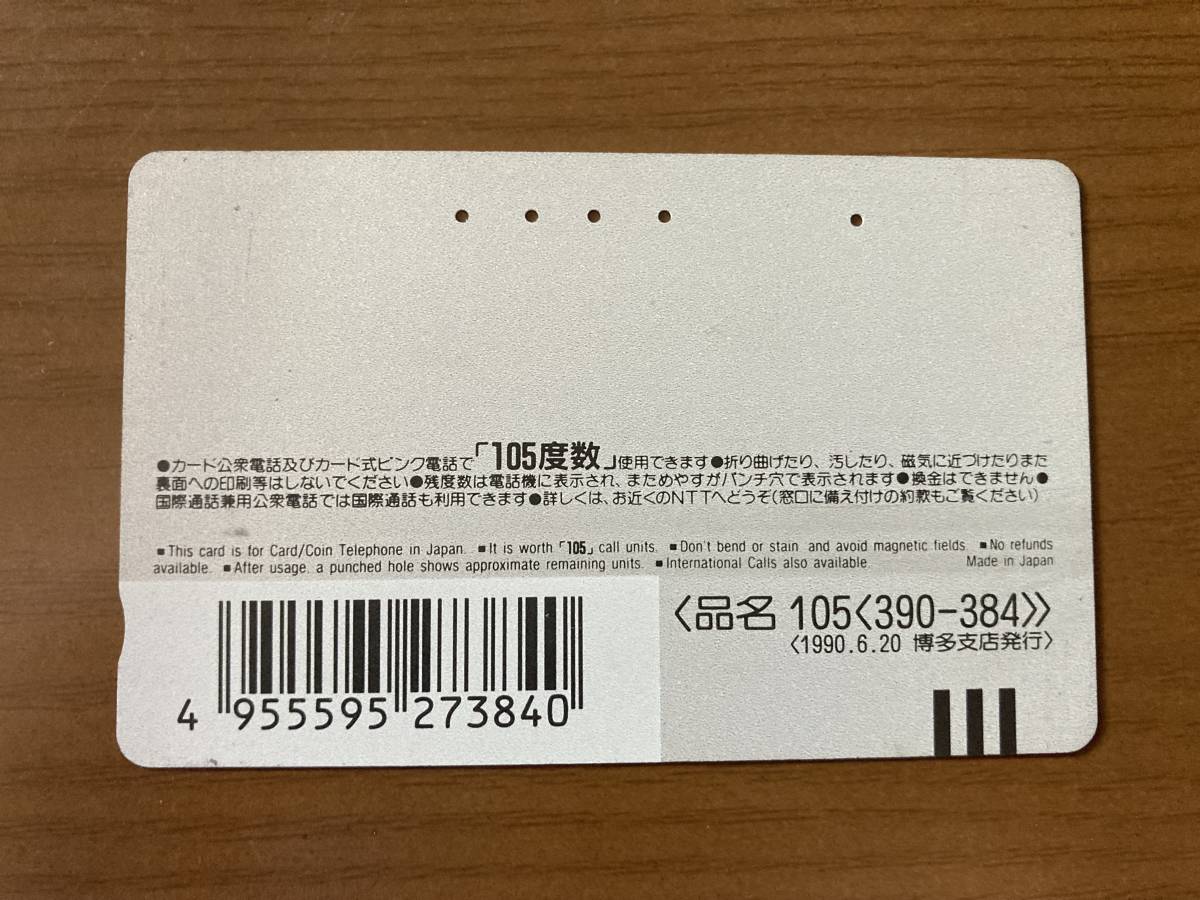 ●カード公衆電話及びカード式ピンク電話で「105度数」使用できます●折り曲げたり、汚したり、磁気に近づけたりまた
裏面への印刷等はしないでください●残度数は電話機に表示され、まためやすがパンチ穴で表示されます●換金はできません●
国際通話兼用公衆電話では国際通話も利用できます●詳しくは、お近くのNTTへどうぞ(窓口に備え付けの約款もご覧ください)
■This card is for Card/Coin Telephone in Japan. ■It is worth「105」call units. ■Don't bend or stain and avoid magnetic fields. ■No refunds
available. ■After usage. a punched hole shows approximate remaining units. ■International Calls also available. Made in Japan
〈品名 105〈390-384〉〉
〈1990.6.20 博多支店発行〉
4 955595 273840